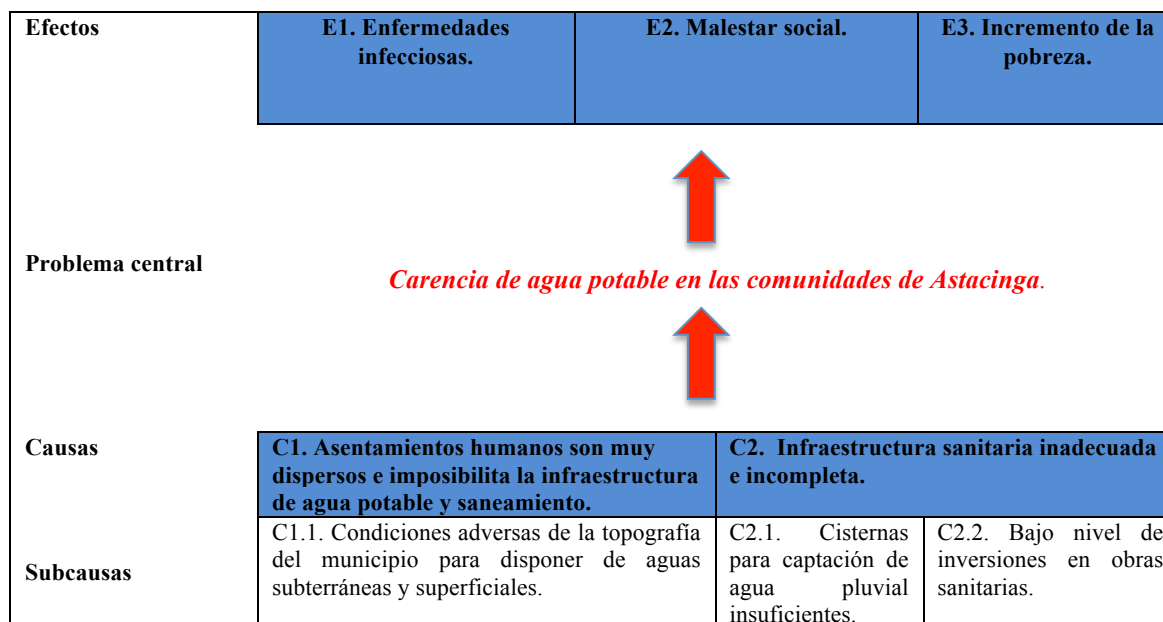 Efectos
E1. Enfermedades
infecciosas.
E2. Malestar social.
E3. Incremento de la
pobreza.
Problema central
Carencia de agua potable en las comunidades de Astacinga.
Causas
C1. Asentamientos humanos son muy
dispersos e imposibilita la infraestructura
de agua potable y saneamiento.
C2. Infraestructura sanitaria inadecuada
e incompleta.
Subcausas
C1.1. Condiciones adversas de la topografía
del municipio para disponer de aguas
subterráneas y superficiales.
C2.1. Cisternas
para captación de
agua pluvial
insuficientes.
C2.2. Bajo nivel de
inversiones en obras
sanitarias.